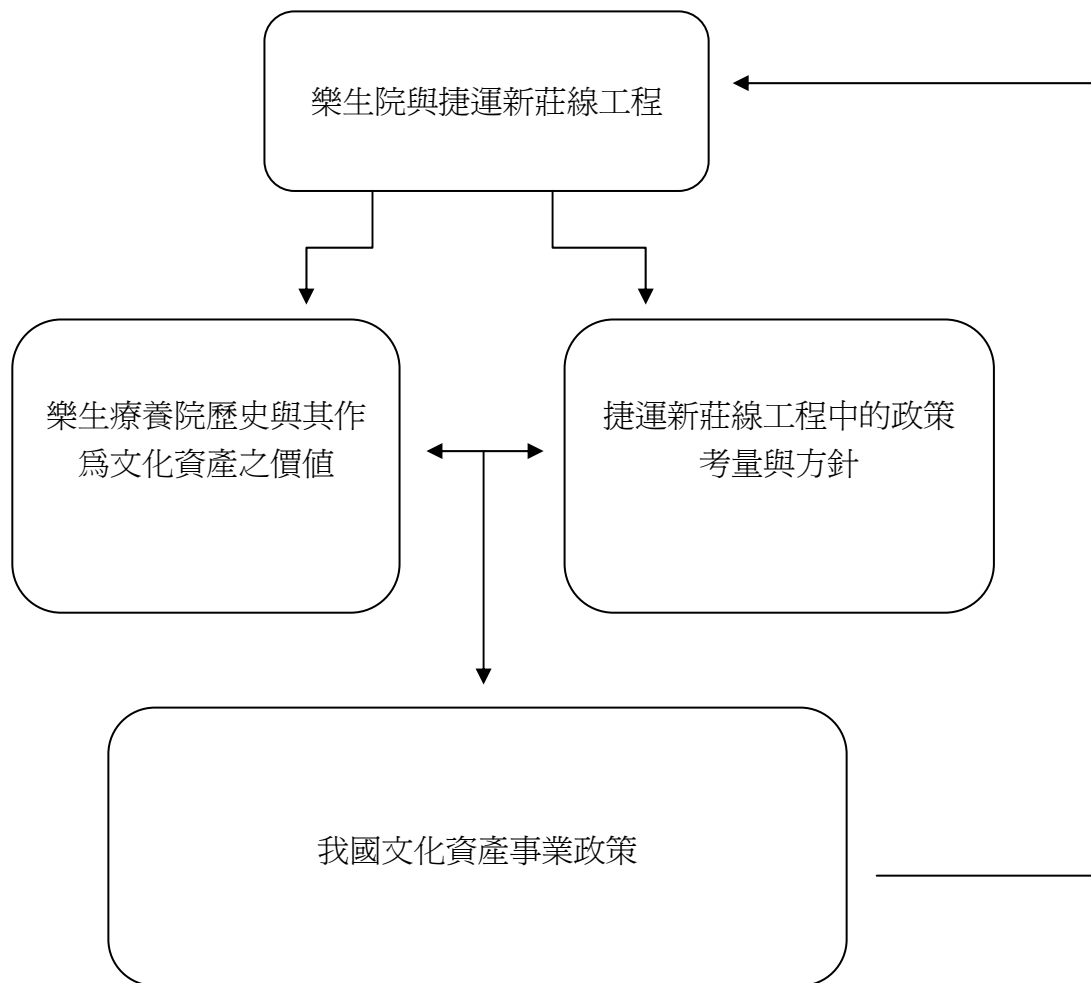 樂生院與捷運新莊線工程
樂生療養院歷史與其作
為文化資產之價值
捷運新莊線工程中的政策
考量與方針
我國文化資產事業政策